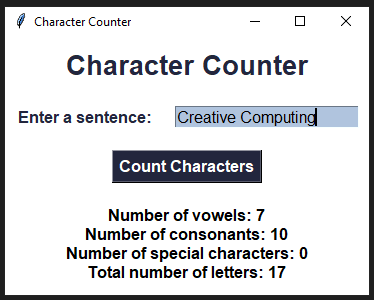 Character Counter
Character Counter
Enter a sentence: Creative Computing
Count Characters
Number of vowels: 7
Number of consonants: 10
Number of special characters: 0
Total number of letters: 17